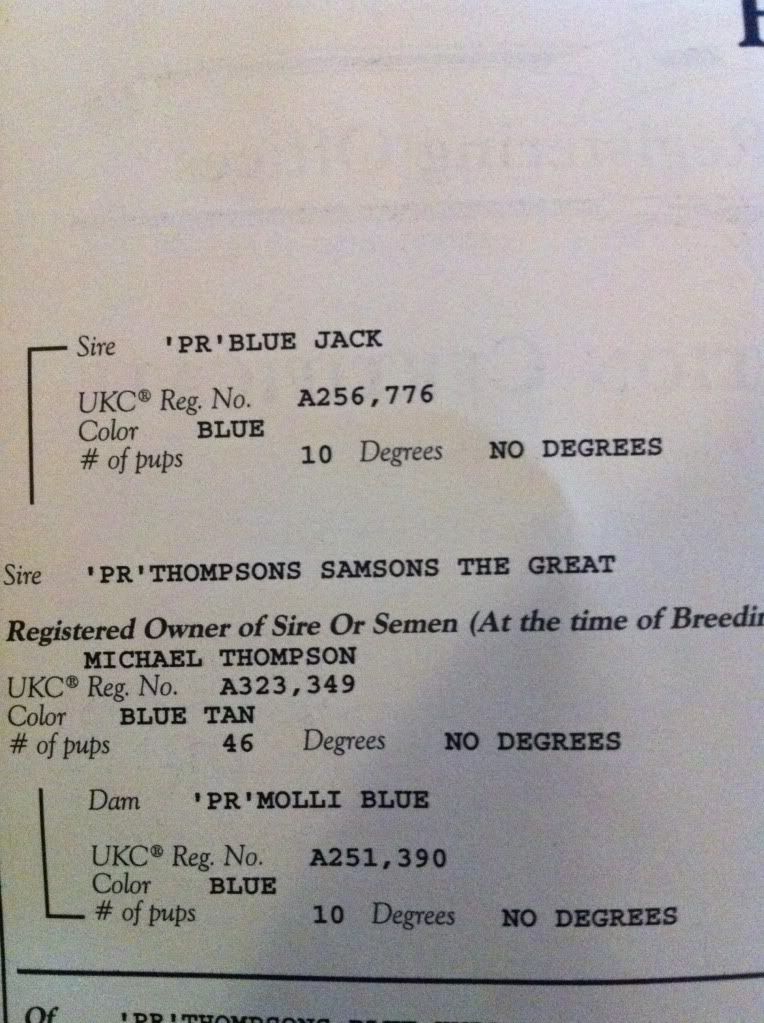 Sire 'PR'BLUE JACK
UKC® Reg. No. A256,776
Color BLUE
# of pups 10 Degrees NO DEGREES
Sire 'PR'THOMPSONS SAMSONS THE GREAT
Registered Owner of Sire Or Semen (At the time of
MICHAEL THOMPSON
UKC® Reg. No. A323,349
Color BLUE TAN
# of pups 46 Degrees NO DEGREES
Dam 'PR'MOLLI BLUE
UKC® Reg. No. A251,390
Color BLUE
# of pups 10 Degrees NO DEGREES
Of 'PR'THOMPSONS